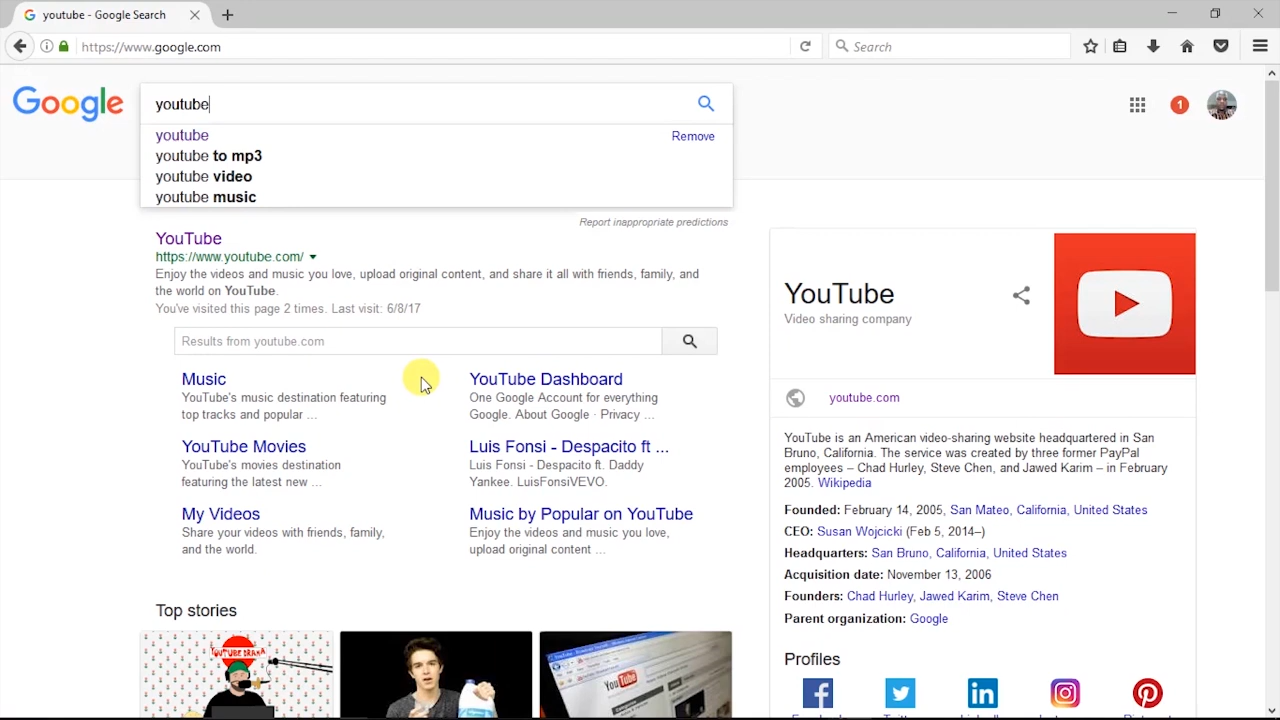 youtube - Google Search
https://www.google.com
Search
Google
youtube
youtube
Remove
youtube to mp3
youtube video
youtube music
Report inappropriate predictions
1
YouTube
https://www.youtube.com/
Enjoy the videos and music you love, upload original content, and share it all with friends, family, and
the world on YouTube.
You've visited this page 2 times. Last visit: 6/8/17
Results from youtube.com
Music
YouTube's music destination featuring
top tracks and popular ...
YouTube Dashboard
One Google Account for everything
Google. About Google · Privacy ...
YouTube Movies
YouTube's movies destination
featuring the latest new ...
Luis Fonsi - Despacito ft ...
Luis Fonsi - Despacito ft. Daddy
Yankee. LuisFonsiVEVO.
My Videos
Share your videos with friends, family,
and the world.
Music by Popular on YouTube
Enjoy the videos and music you love,
upload original content ...
Top stories
YOUTUBE DRAMA
YouTube
YouTube
Video sharing company
youtube.com
YouTube is an American video-sharing website headquartered in San
Bruno, California. The service was created by three former PayPal
employees – Chad Hurley, Steve Chen, and Jawed Karim – in February
2005. Wikipedia
Founded: February 14, 2005, San Mateo, California, United States
CEO: Susan Wojcicki (Feb 5, 2014–)
Headquarters: San Bruno, California, United States
Acquisition date: November 13, 2006
Founders: Chad Hurley, Jawed Karim, Steve Chen
Parent organization: Google
Profiles